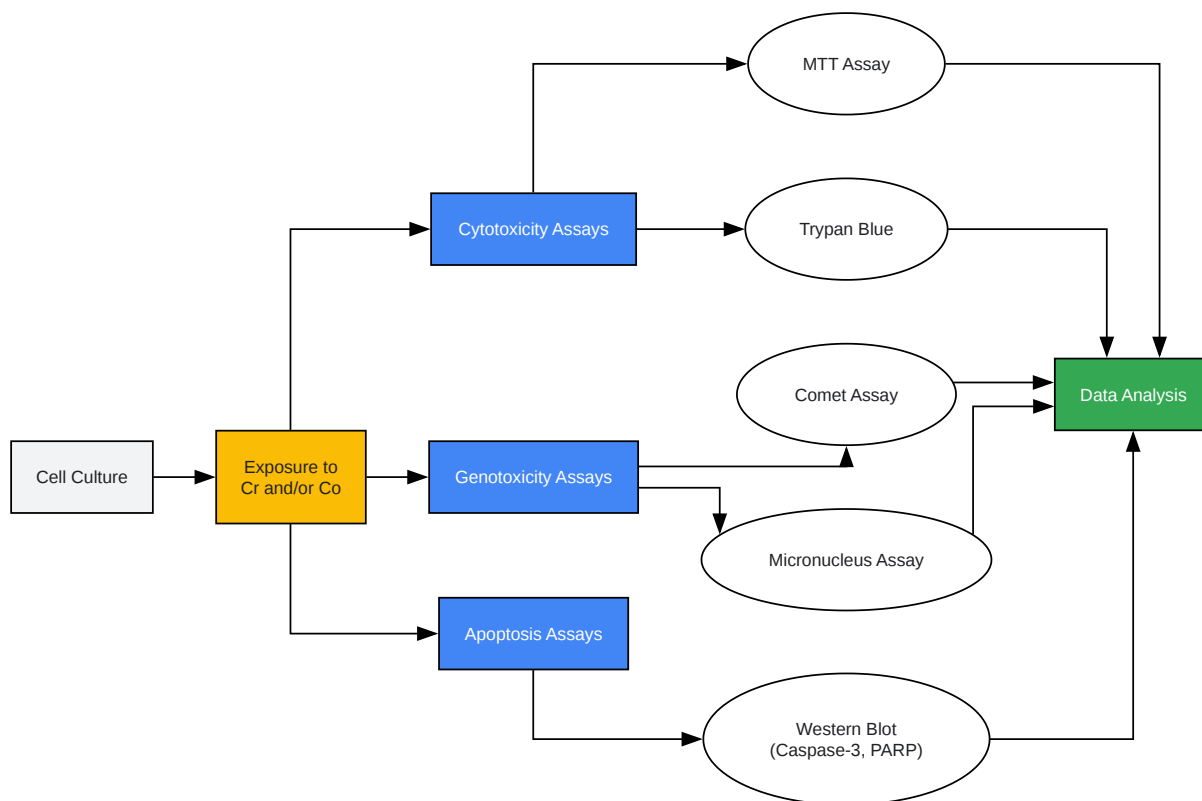 MTT Assay
Cytotoxicity Assays
Trypan Blue
Comet Assay
Data Analysis
Cell Culture
Exposure to
Cr and/or Co
Genotoxicity Assays
Micronucleus Assay
Apoptosis Assays
Western Blot
(Caspase-3, PARP)